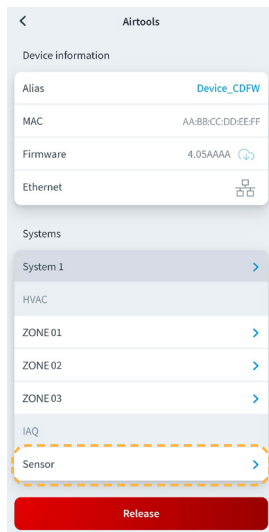 Airtools
Device information
Alias Device_CDFW
MAC AA:BB:CC:DD:EE:FF
Firmware 4.05AAAA
Ethernet
Systems
System 1
HVAC
ZONE 01
ZONE 02
ZONE 03
IAQ
Sensor
Release